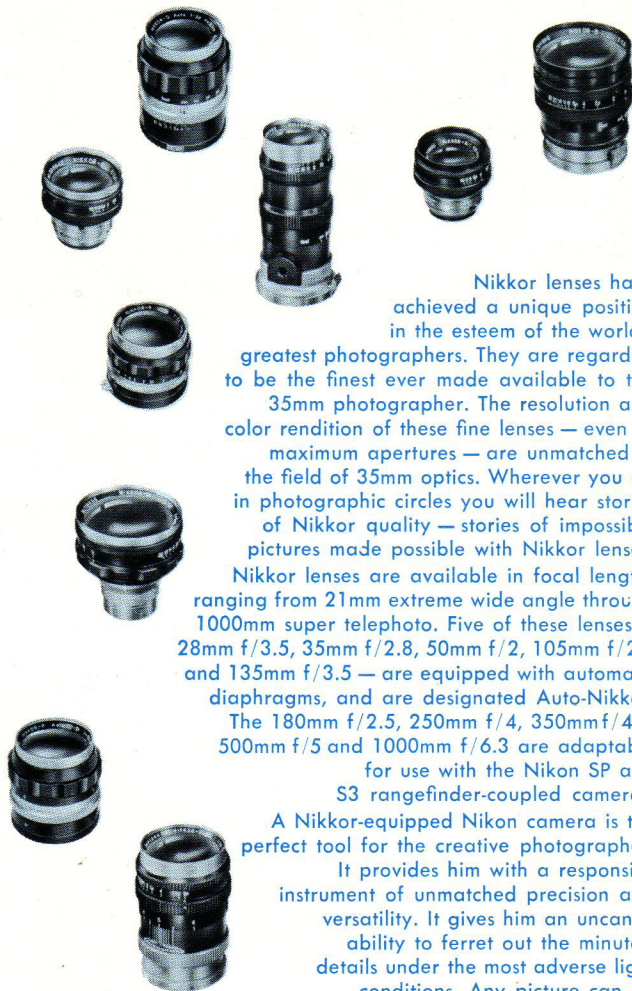 Nikkor lenses ha
achieved a unique positi
in the esteem of the world
greatest photographers. They are regard
to be the finest ever made available to t
35mm photographer. The resolution a
color rendition of these fine lenses — even
maximum apertures — are unmatched
the field of 35mm optics. Wherever you
in photographic circles you will hear stor
of Nikkor quality — stories of impossib
pictures made possible with Nikkor lense
Nikkor lenses are available in focal lengt
ranging from 21mm extreme wide angle throu
1000mm super telephoto. Five of these lenses
28mm f/3.5, 35mm f/2.8, 50mm f/2, 105mm f/2
and 135mm f/3.5 — are equipped with automa
diaphragms, and are designated Auto-Nikko
The 180mm f/2.5, 250mm f/4, 350mm f/4
500mm f/5 and 1000mm f/6.3 are adaptab
for use with the Nikon SP a
S3 rangefinder-coupled camera
A Nikkor-equipped Nikon camera is t
perfect tool for the creative photographe
It provides him with a responsi
instrument of unmatched precision a
versatility. It gives him an uncan
ability to ferret out the minute
details under the most adverse lig
conditions. Any picture can